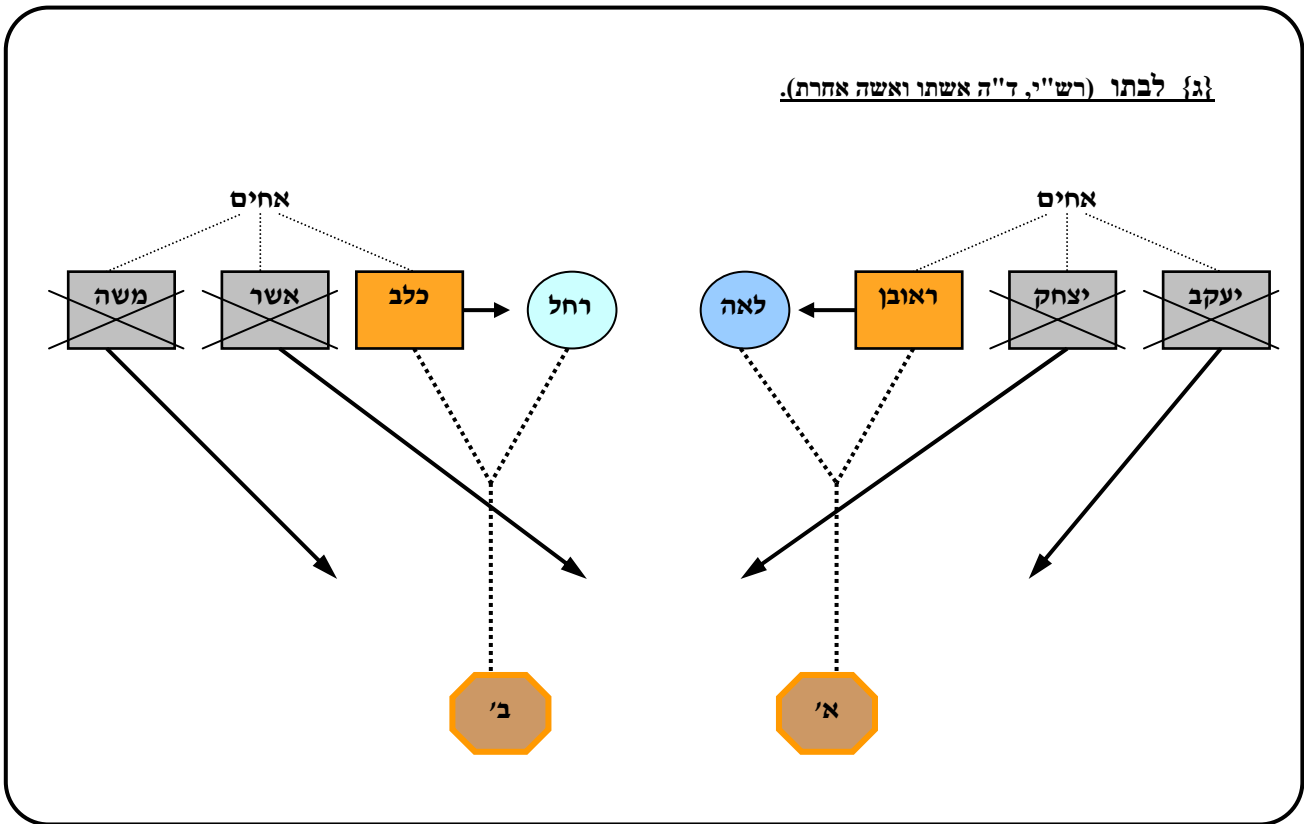 {ג} לבתו (רש"י, ד"ה אשתו ואשה אחרת).
אחים אחים
יעקב יצחק ראובן לאה רחל כלב אשר משה
א' ב'